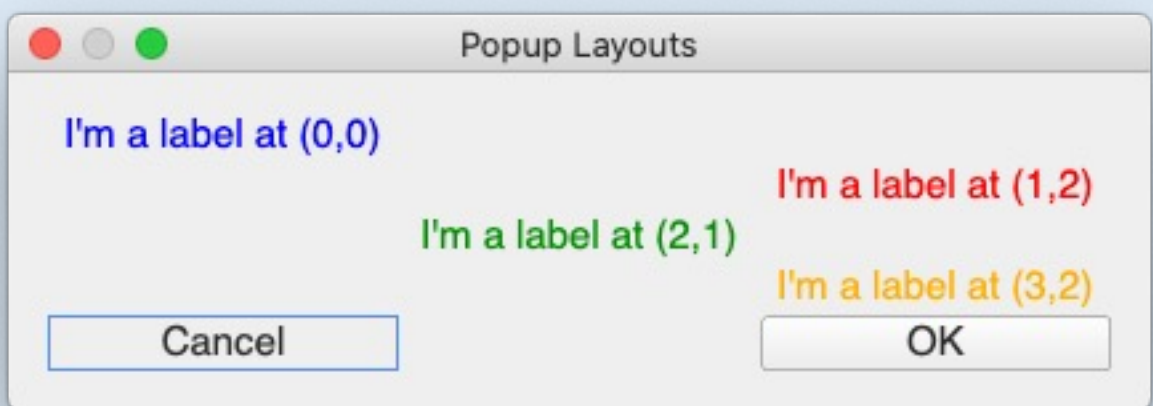 Popup Layouts
I'm a label at (0,0)
I'm a label at (1,2)
I'm a label at (2,1)
I'm a label at (3,2)
Cancel OK